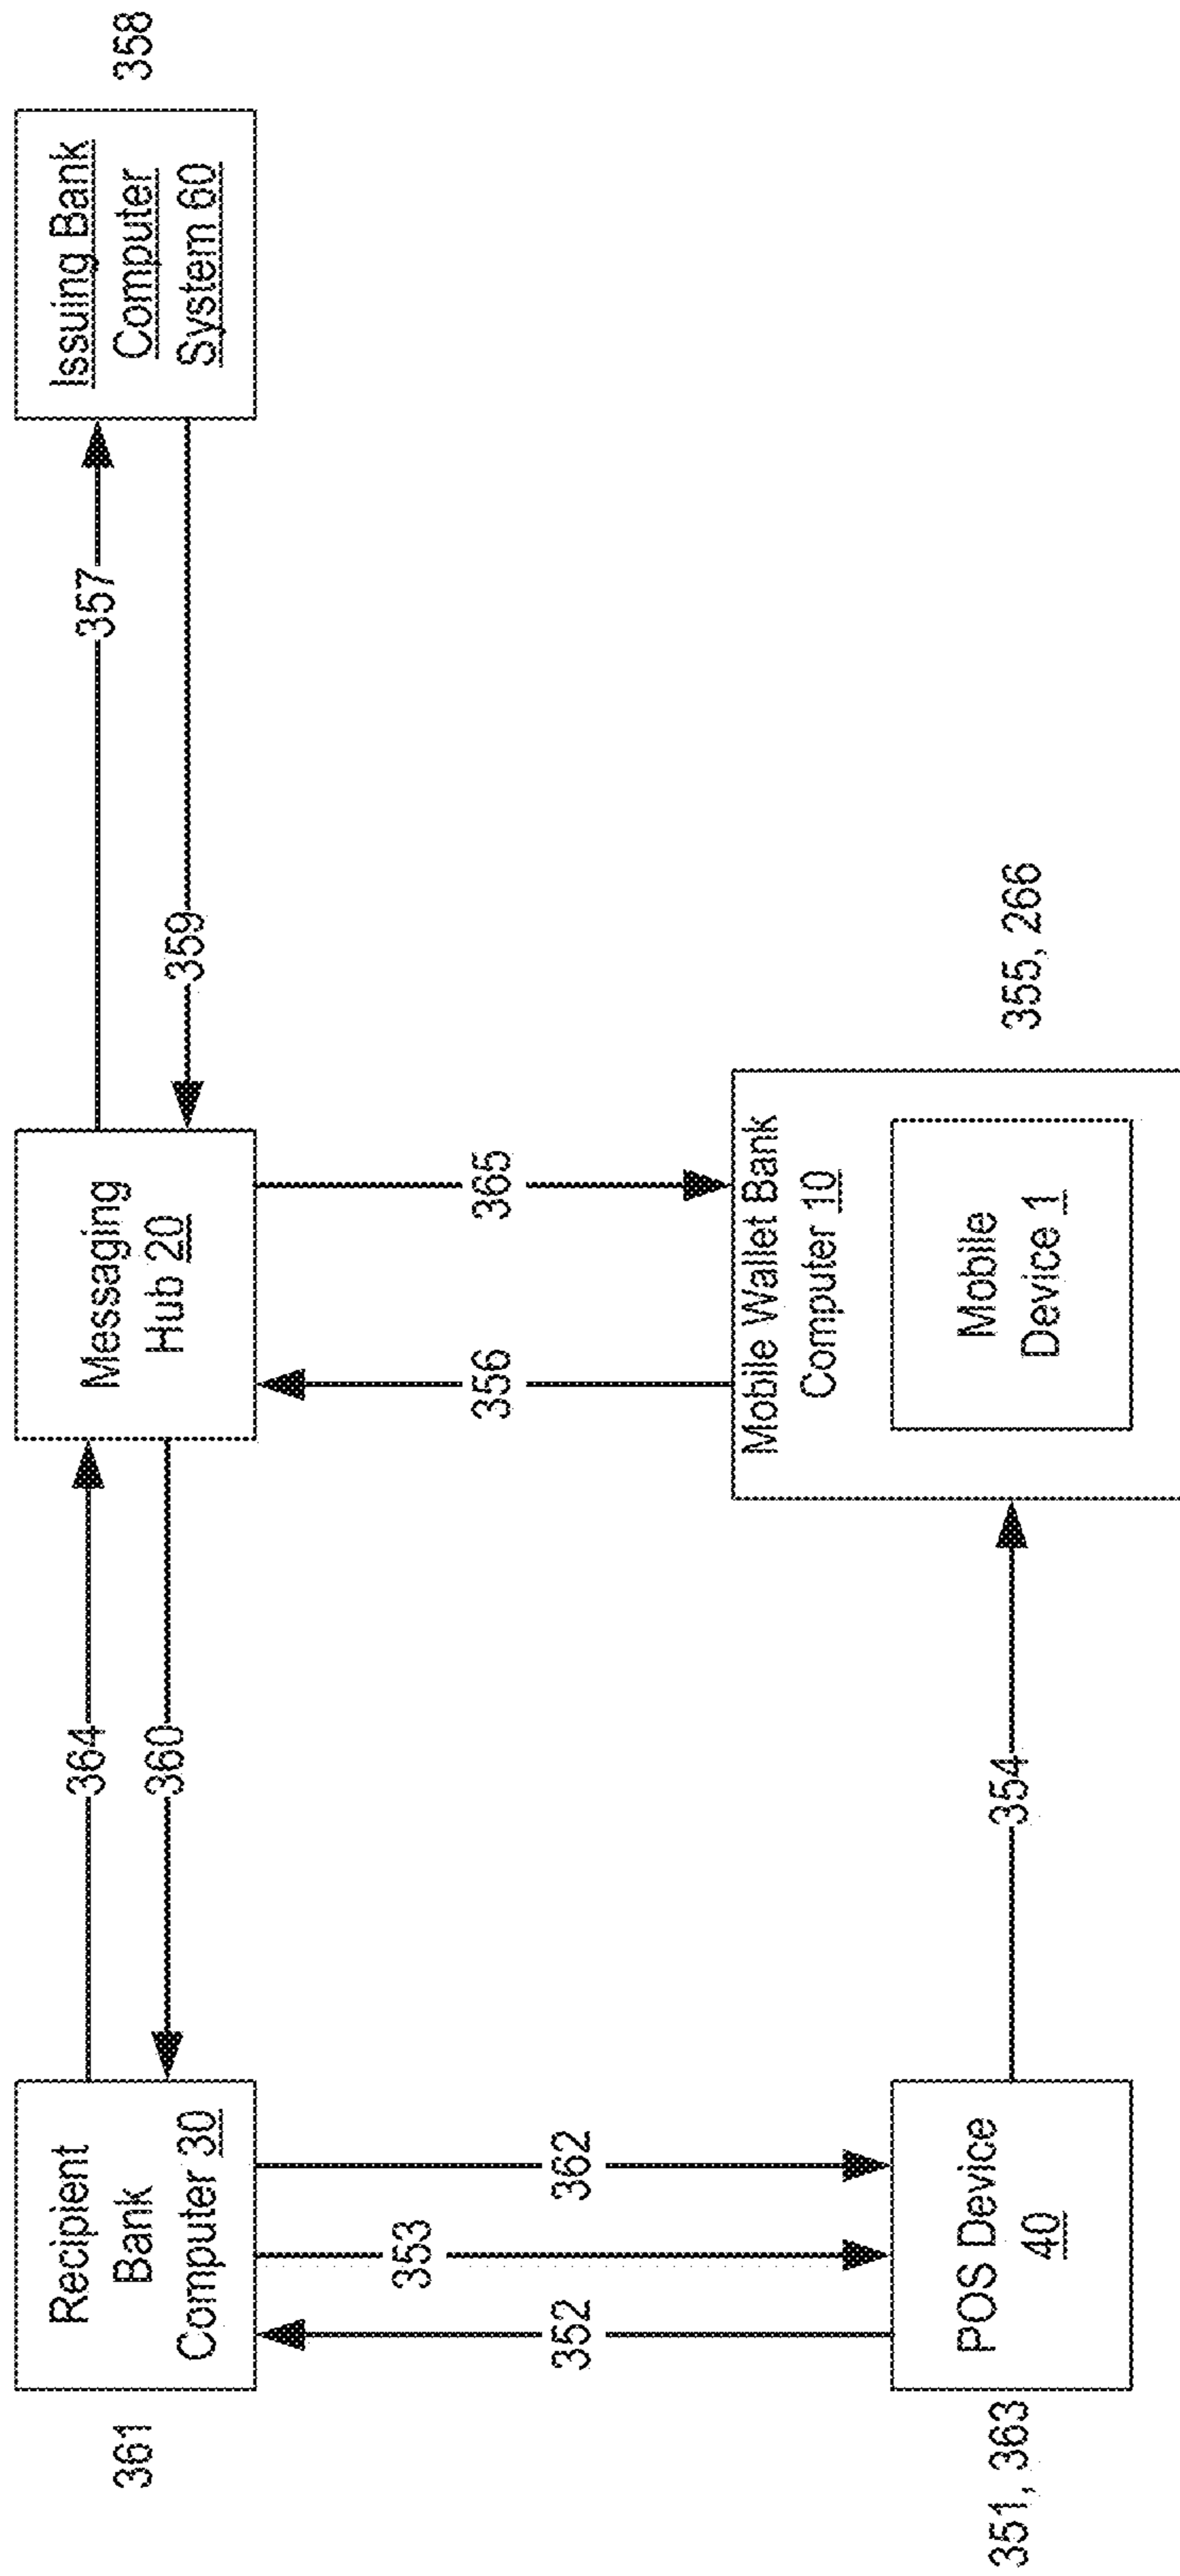 361
Recipient
Bank
Computer 30
364
360
Messaging
Hub 20
357
359
Issuing Bank
Computer
System 60
358
352
353
362
356
365
351, 363
POS Device
40
354
Mobile Wallet Bank
Computer 10
Mobile
Device 1
355, 266